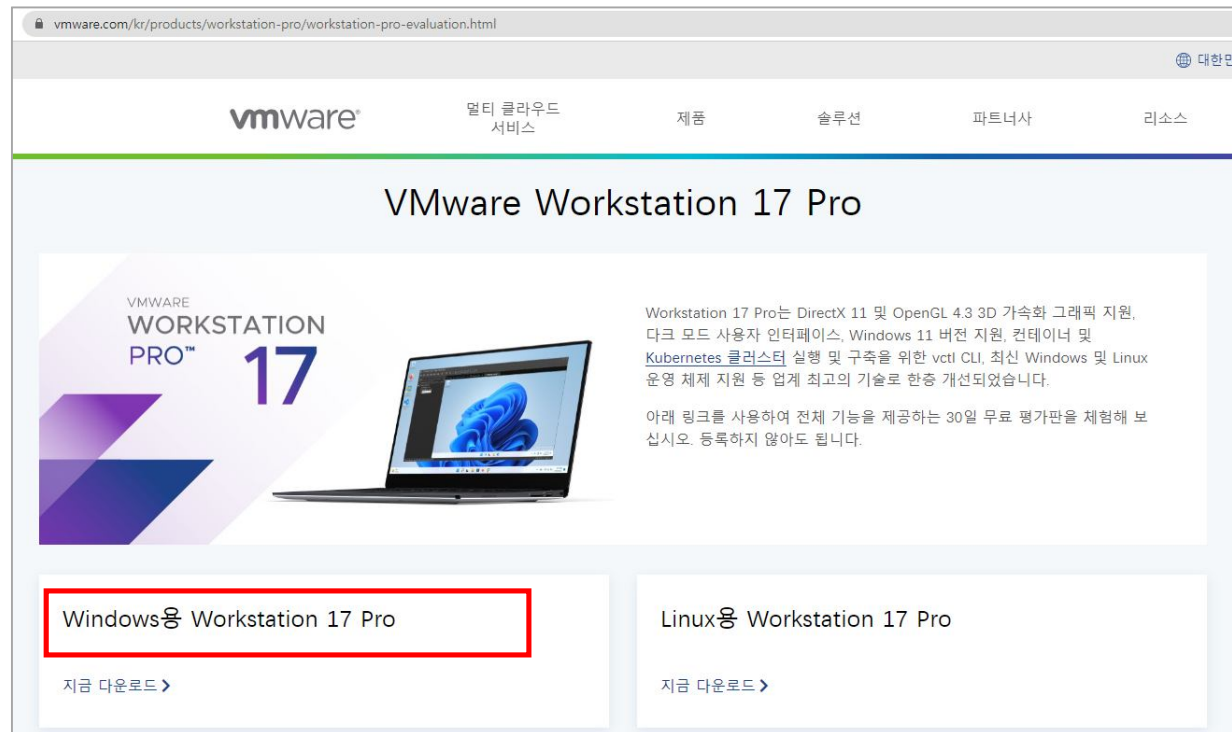 vmware.com/kr/products/workstation-pro/workstation-pro-evaluation.html
대한민
vmware®
멀티 클라우드
서비스
제품
솔루션
파트너사
리소스
VMware Workstation 17 Pro
VMWARE
WORKSTATION
PRO™ 17
Workstation 17 Pro는 DirectX 11 및 OpenGL 4.3 3D 가속화 그래픽 지원,
다크 모드 사용자 인터페이스, Windows 11 버전 지원, 컨테이너 및
Kubernetes 클러스터 실행 및 구축을 위한 vctl CLI, 최신 Windows 및 Linux
운영 체제 지원 등 업계 최고의 기술로 한층 개선되었습니다.
아래 링크를 사용하여 전체 기능을 제공하는 30일 무료 평가판을 체험해 보
십시오. 등록하지 않아도 됩니다.
Windows용 Workstation 17 Pro
지금 다운로드
Linux용 Workstation 17 Pro
지금 다운로드